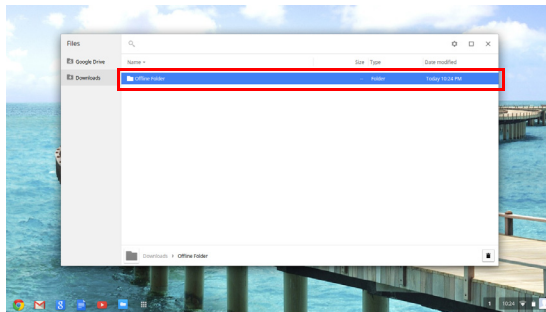 Files
Google Drive
Downloads
Name
Size Type Date modified
Offline Folder -- Folder Today 10:24 PM
Downloads › Offline Folder
1 10:24